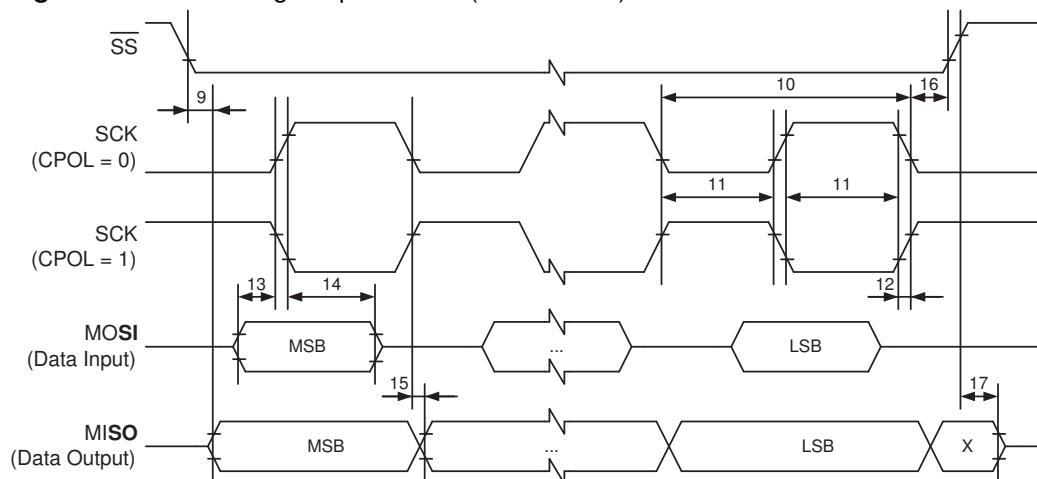 SS
10
9
16
SCK
(CPOL = 0)
11
11
SCK
(CPOL = 1)
13
14
12
MOSI
(Data Input)
MSB
...
LSB
15
17
MISO
(Data Output)
MSB
...
LSB
X